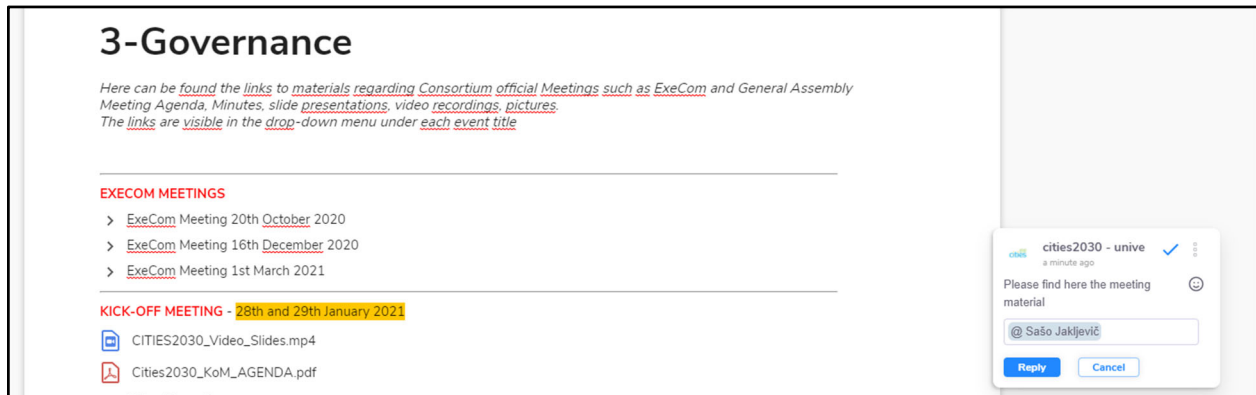 3-Governance
Here can be found the links to materials regarding Consortium official Meetings such as ExeCom and General Assembly
Meeting Agenda, Minutes, slide presentations, video recordings, pictures.
The links are visible in the drop-down menu under each event title
EXECOM MEETINGS
ExeCom Meeting 20th October 2020
ExeCom Meeting 16th December 2020
ExeCom Meeting 1st March 2021
KICK-OFF MEETING - 28th and 29th January 2021
CITIES2030_Video_Slides.mp4
Cities2030_KoM_AGENDA.pdf
cities
cities2030 - unive
a minute ago
Please find here the meeting
material
@ Sašo Jakljevič
Reply Cancel